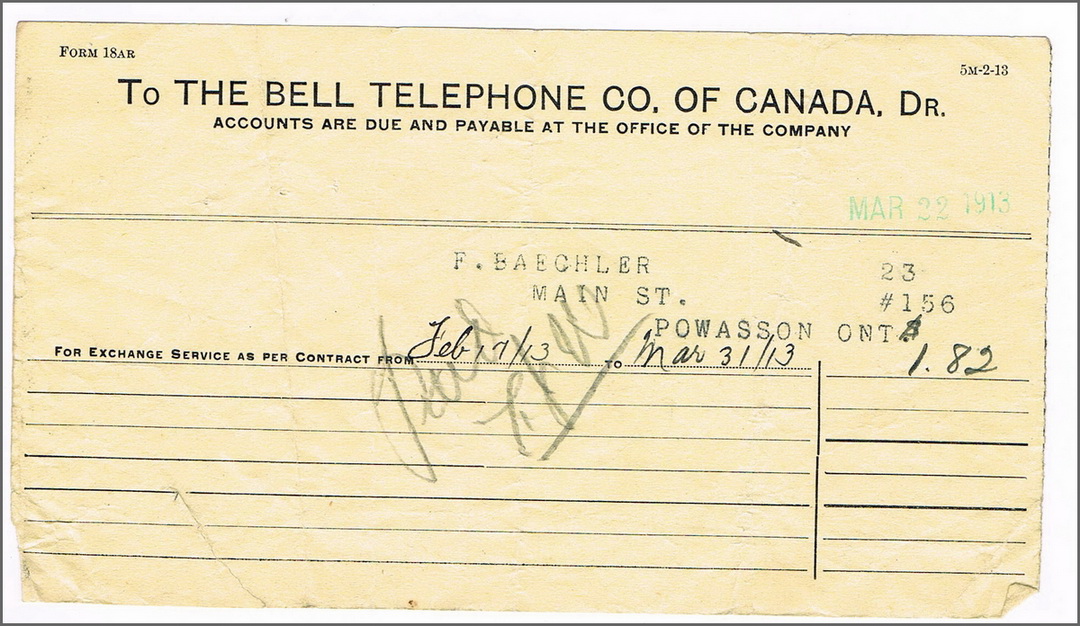 FORM 18AR
5M-2-13
TO THE BELL TELEPHONE CO. OF CANADA, DR.
ACCOUNTS ARE DUE AND PAYABLE AT THE OFFICE OF THE COMPANY
MAR 22 1913
F. BAECHLER 23
MAIN ST. #156
POWASSON ONT $
FOR EXCHANGE SERVICE AS PER CONTRACT FROM Feb 17/13 TO Mar 31/13 1.82